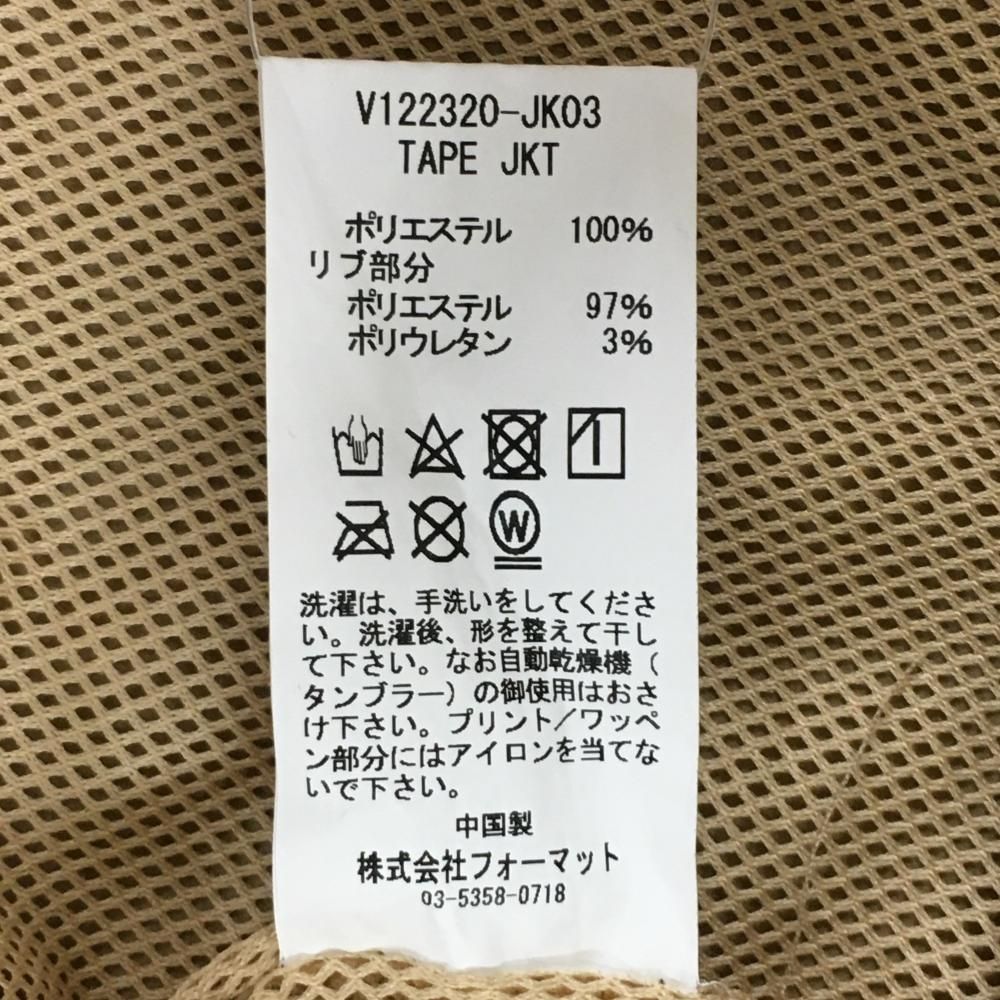 V122320-JK03
TAPE JKT
ポリエステル 100%
リブ部分
ポリエステル 97%
ポリウレタン 3%
W
洗濯は、手洗いをしてくださ
い。洗濯後、形を整えて干し
て下さい。なお自動乾燥機（
タンブラー）の御使用はおさ
け下さい。プリント／ワッペ
ン部分にはアイロンを当てな
いで下さい。
中国製
株式会社フォーマット
03-5358-0718